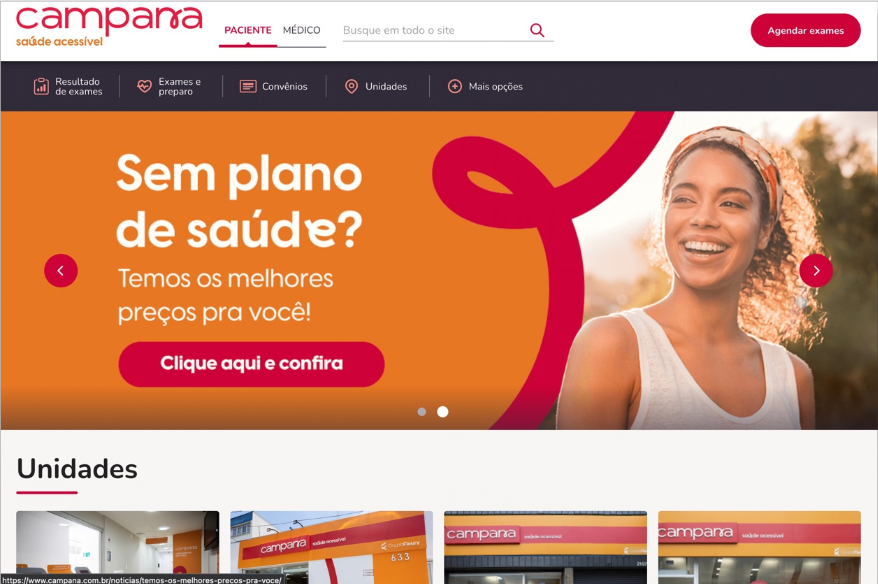 campana
saúde acessível
PACIENTE
MÉDICO
Busque em todo o site
Agendar exames
Resultado
de exames
Exames e
preparo
Convênios
Unidades
Mais opções
Sem plano
de saúde?
Temos os melhores
preços pra você!
Clique aqui e confira
Unidades
campana
saúde acessível
633
campana
saúde acessível
campana
saúde acessível
https://www.campana.com.br/noticias/temos-os-melhores-precos-pra-voce/